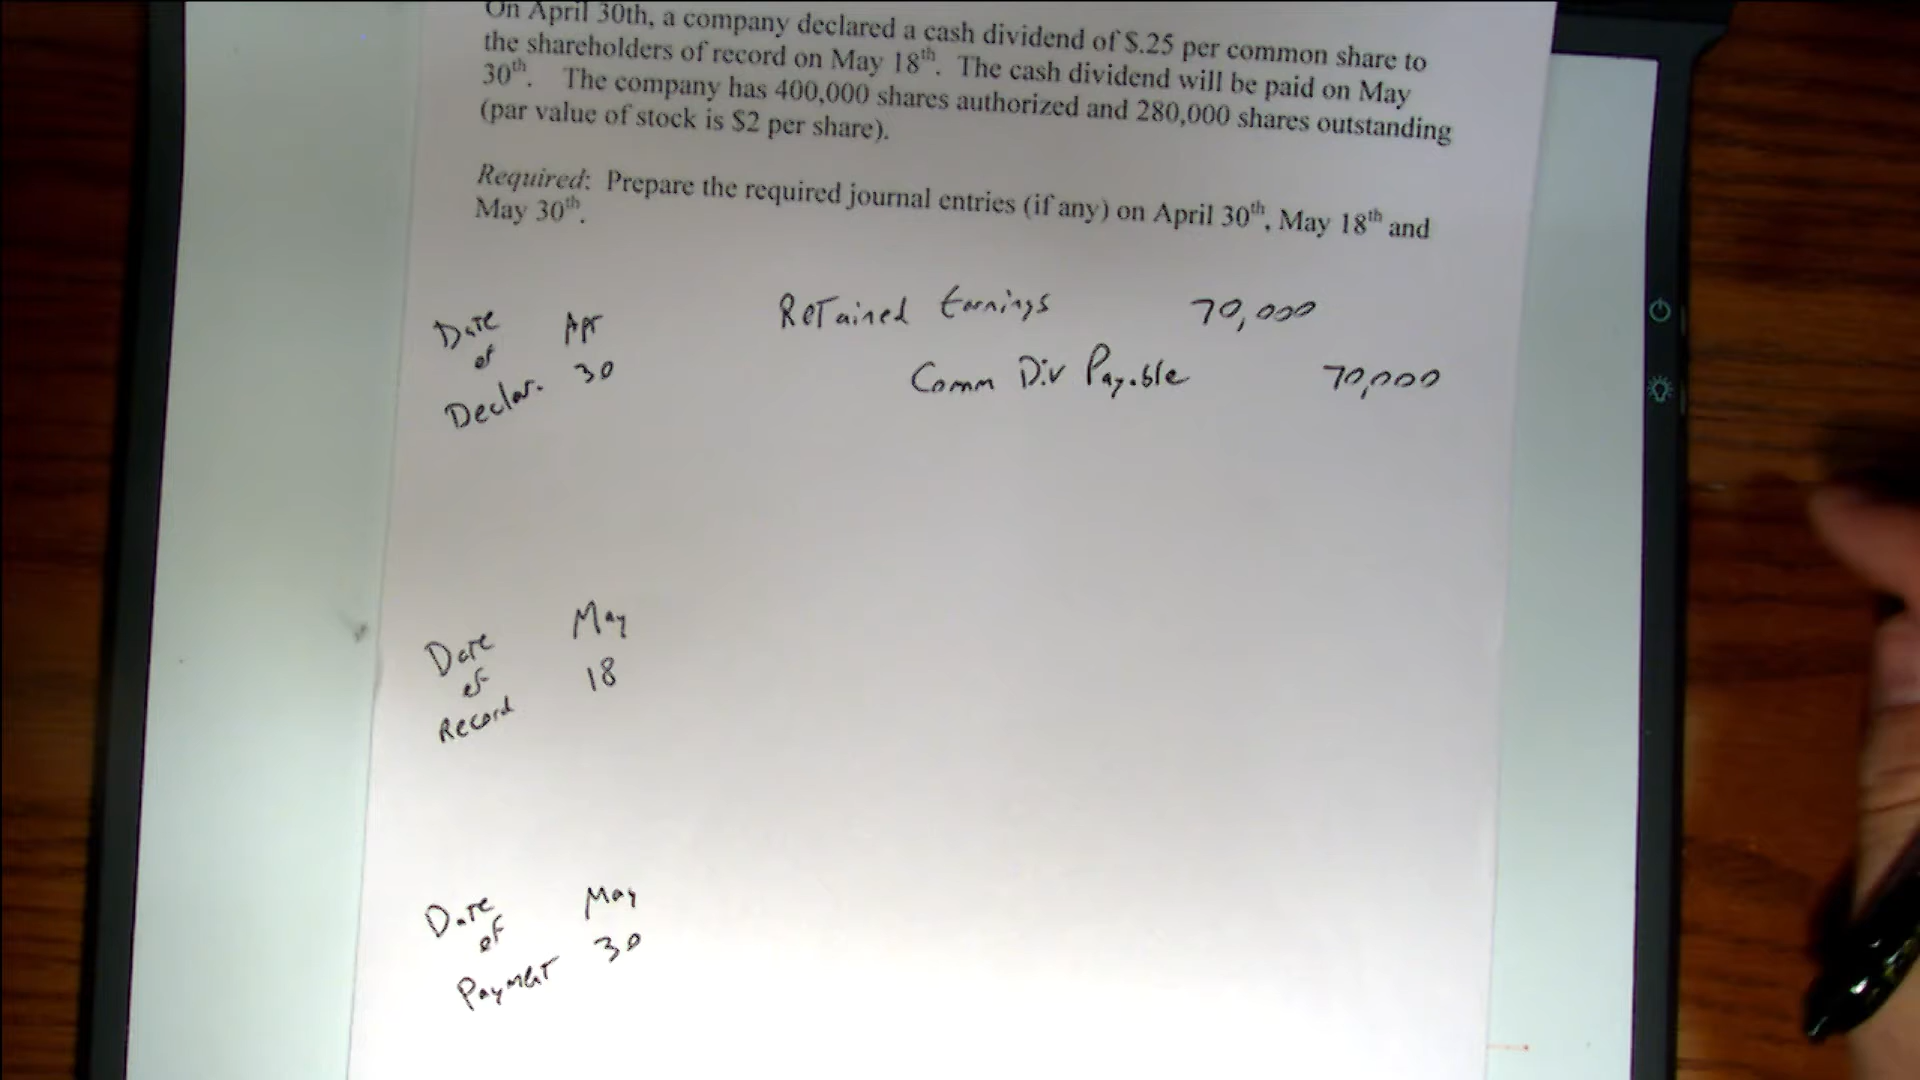 On April 30th, a company declared a cash dividend of $.25 per common share to
the shareholders of record on May 18th. The cash dividend will be paid on May
30th. The company has 400,000 shares authorized and 280,000 shares outstanding
(par value of stock is $2 per share).
Required: Prepare the required journal entries (if any) on April 30th, May 18th and
May 30th.
Date of Declar.
Apr 30
Retained Earnings 70,000
Comm Div Payable 70,000
Date of Record
May 18
Date of Payment
May 30